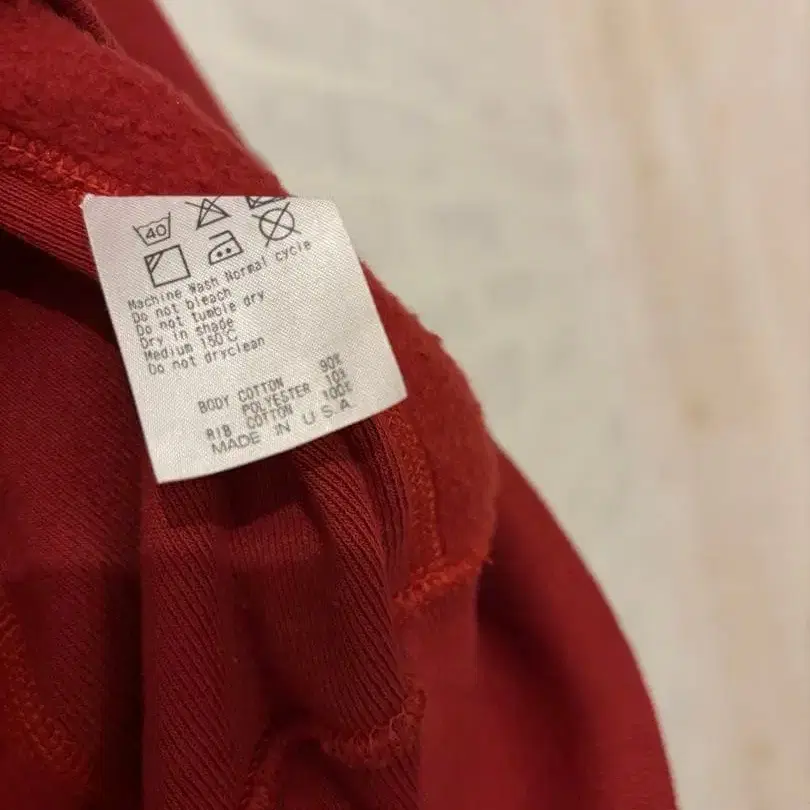 40
Machine Wash Normal cycle
Do not bleach
Do not tumble dry
Dry in shade
Medium 150℃
Do not dryclean
BODY COTTON 90%
POLYESTER 10%
RIB COTTON 100%
MADE IN U.S.A.